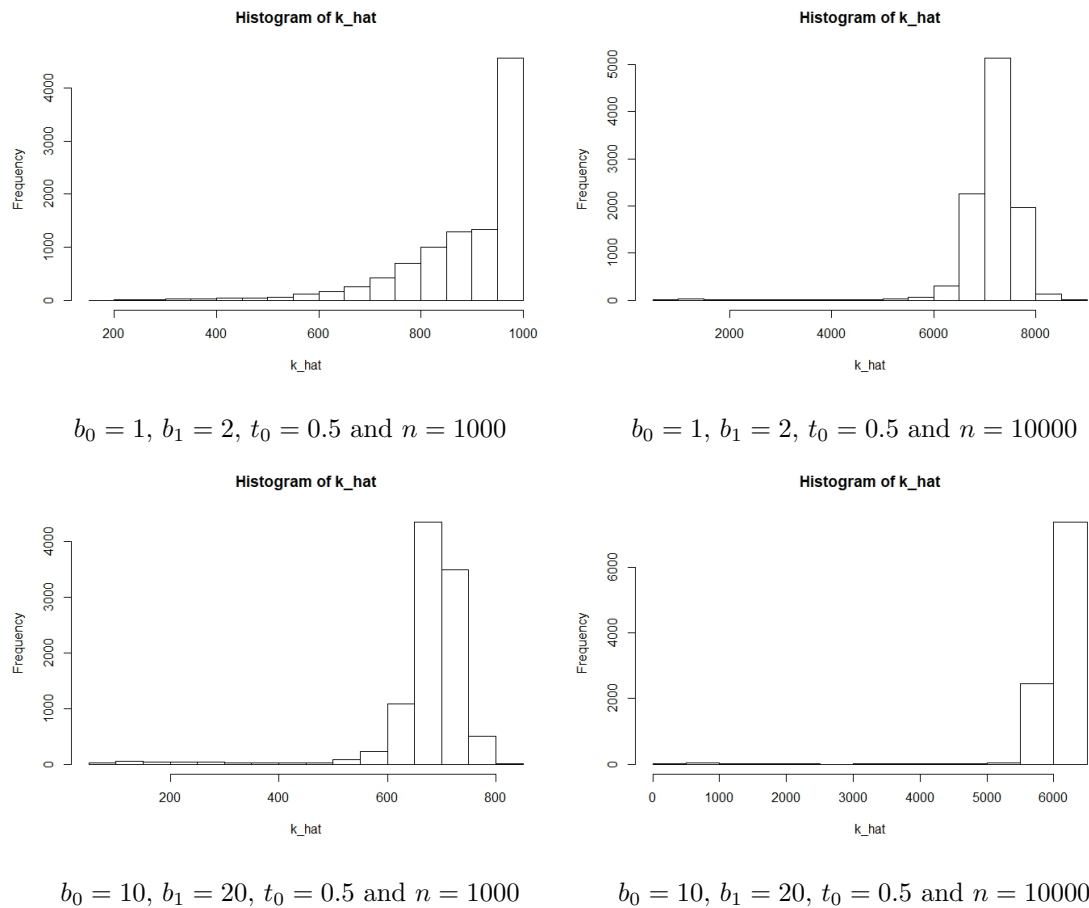 Histogram of k_hat
Frequency
0
1000
2000
3000
4000
200
400
600
800
1000
k_hat
b₀ = 1, b₁ = 2, t₀ = 0.5 and n = 1000
Histogram of k_hat
Frequency
0
1000
2000
3000
4000
5000
2000
4000
6000
8000
k_hat
b₀ = 1, b₁ = 2, t₀ = 0.5 and n = 10000
Histogram of k_hat
Frequency
0
1000
2000
3000
4000
200
400
600
800
k_hat
b₀ = 10, b₁ = 20, t₀ = 0.5 and n = 1000
Histogram of k_hat
Frequency
0
2000
4000
6000
0
1000
2000
3000
4000
5000
6000
k_hat
b₀ = 10, b₁ = 20, t₀ = 0.5 and n = 10000